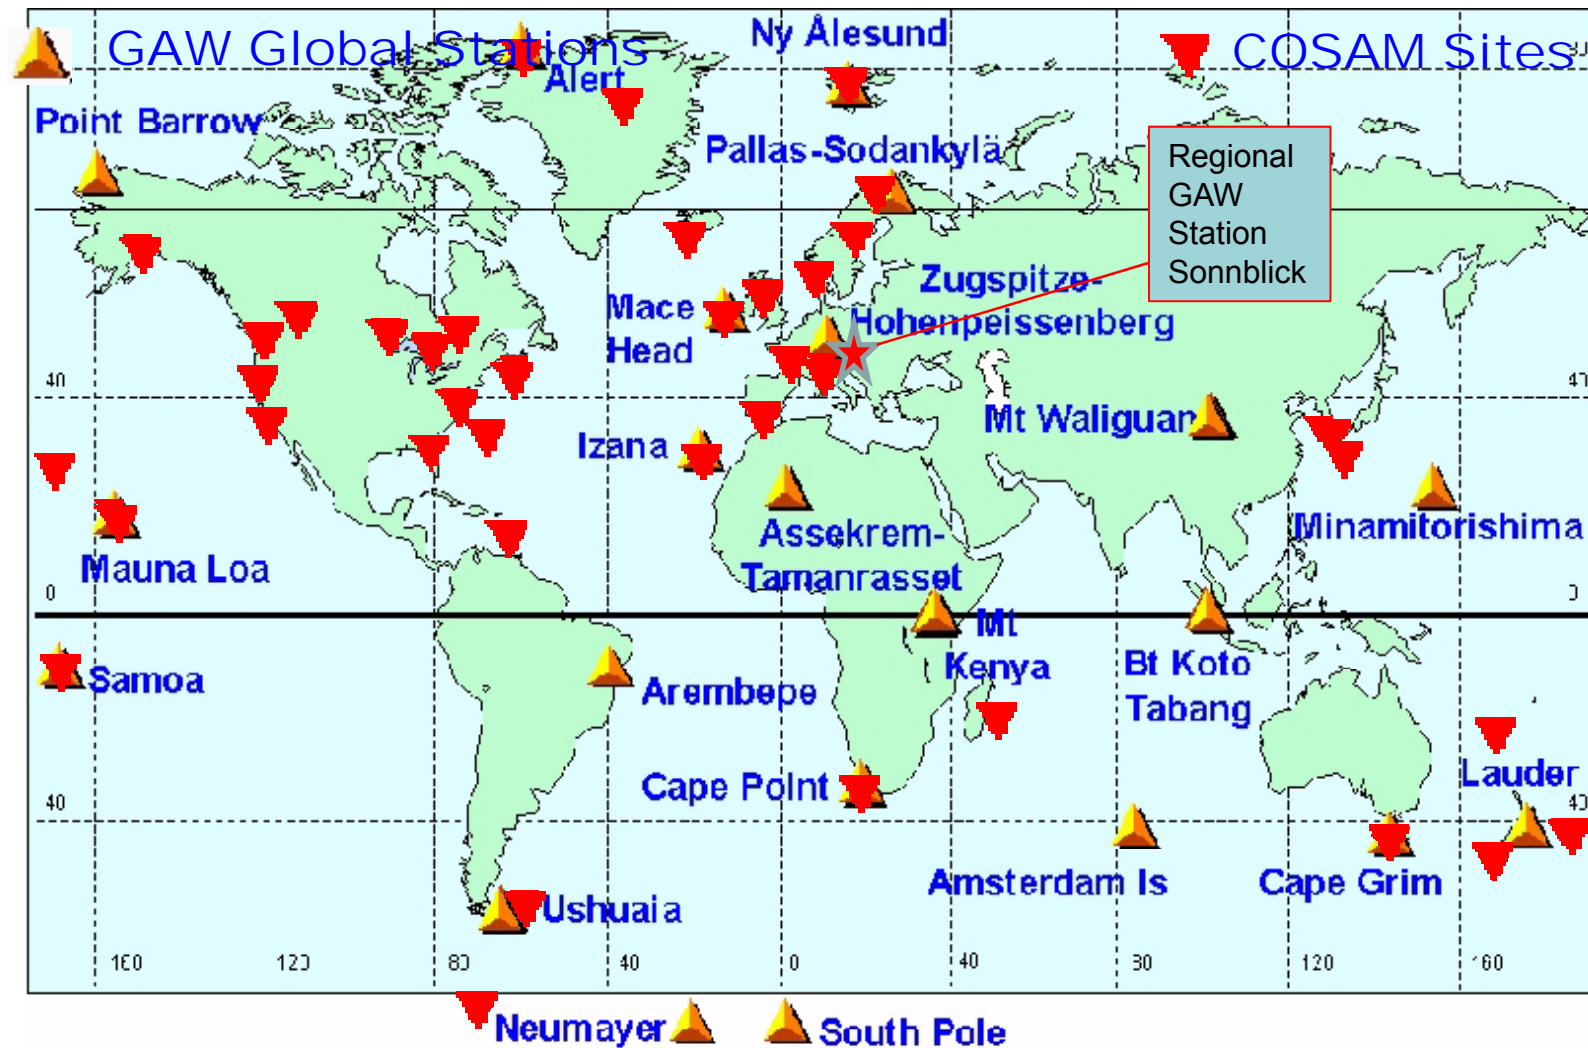 GAW Global Stations
COSAM Sites
Ny Ålesund
Alert
Point Barrow
Pallas-Sodankylä
Regional
GAW
Station
Sonnblick
Zugspitze-
Hohenpeissenberg
Mace
Head
40
Mt Waliguan
Izana
Assekrem-
Tamanrasset
Minamitorishima
Mauna Loa
0
Mt
Kenya
Bt Koto
Tabang
Samoa
Arembepe
Cape Point
Lauder
40
40
Amsterdam Is
Cape Grim
Ushuaia
160
120
80
40
0
40
80
120
160
Neumayer
South Pole